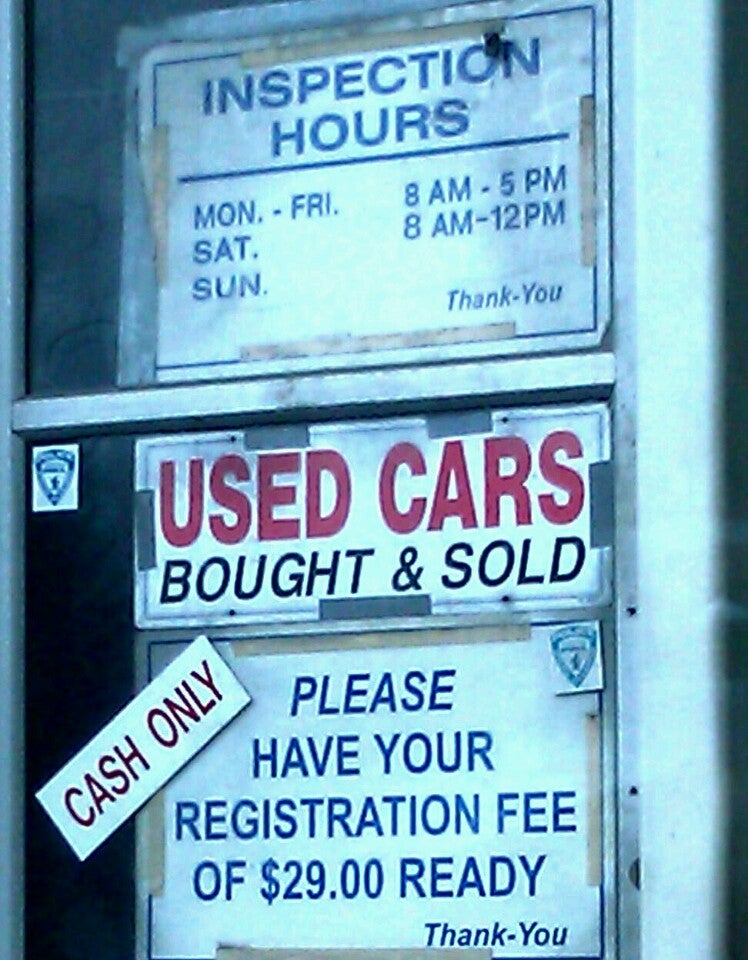 INSPECTION
HOURS
MON. - FRI. 8 AM - 5 PM
SAT. 8 AM-12PM
SUN.
Thank-You
USED CARS
BOUGHT & SOLD
CASH ONLY
PLEASE
HAVE YOUR
REGISTRATION FEE
OF $29.00 READY
Thank-You